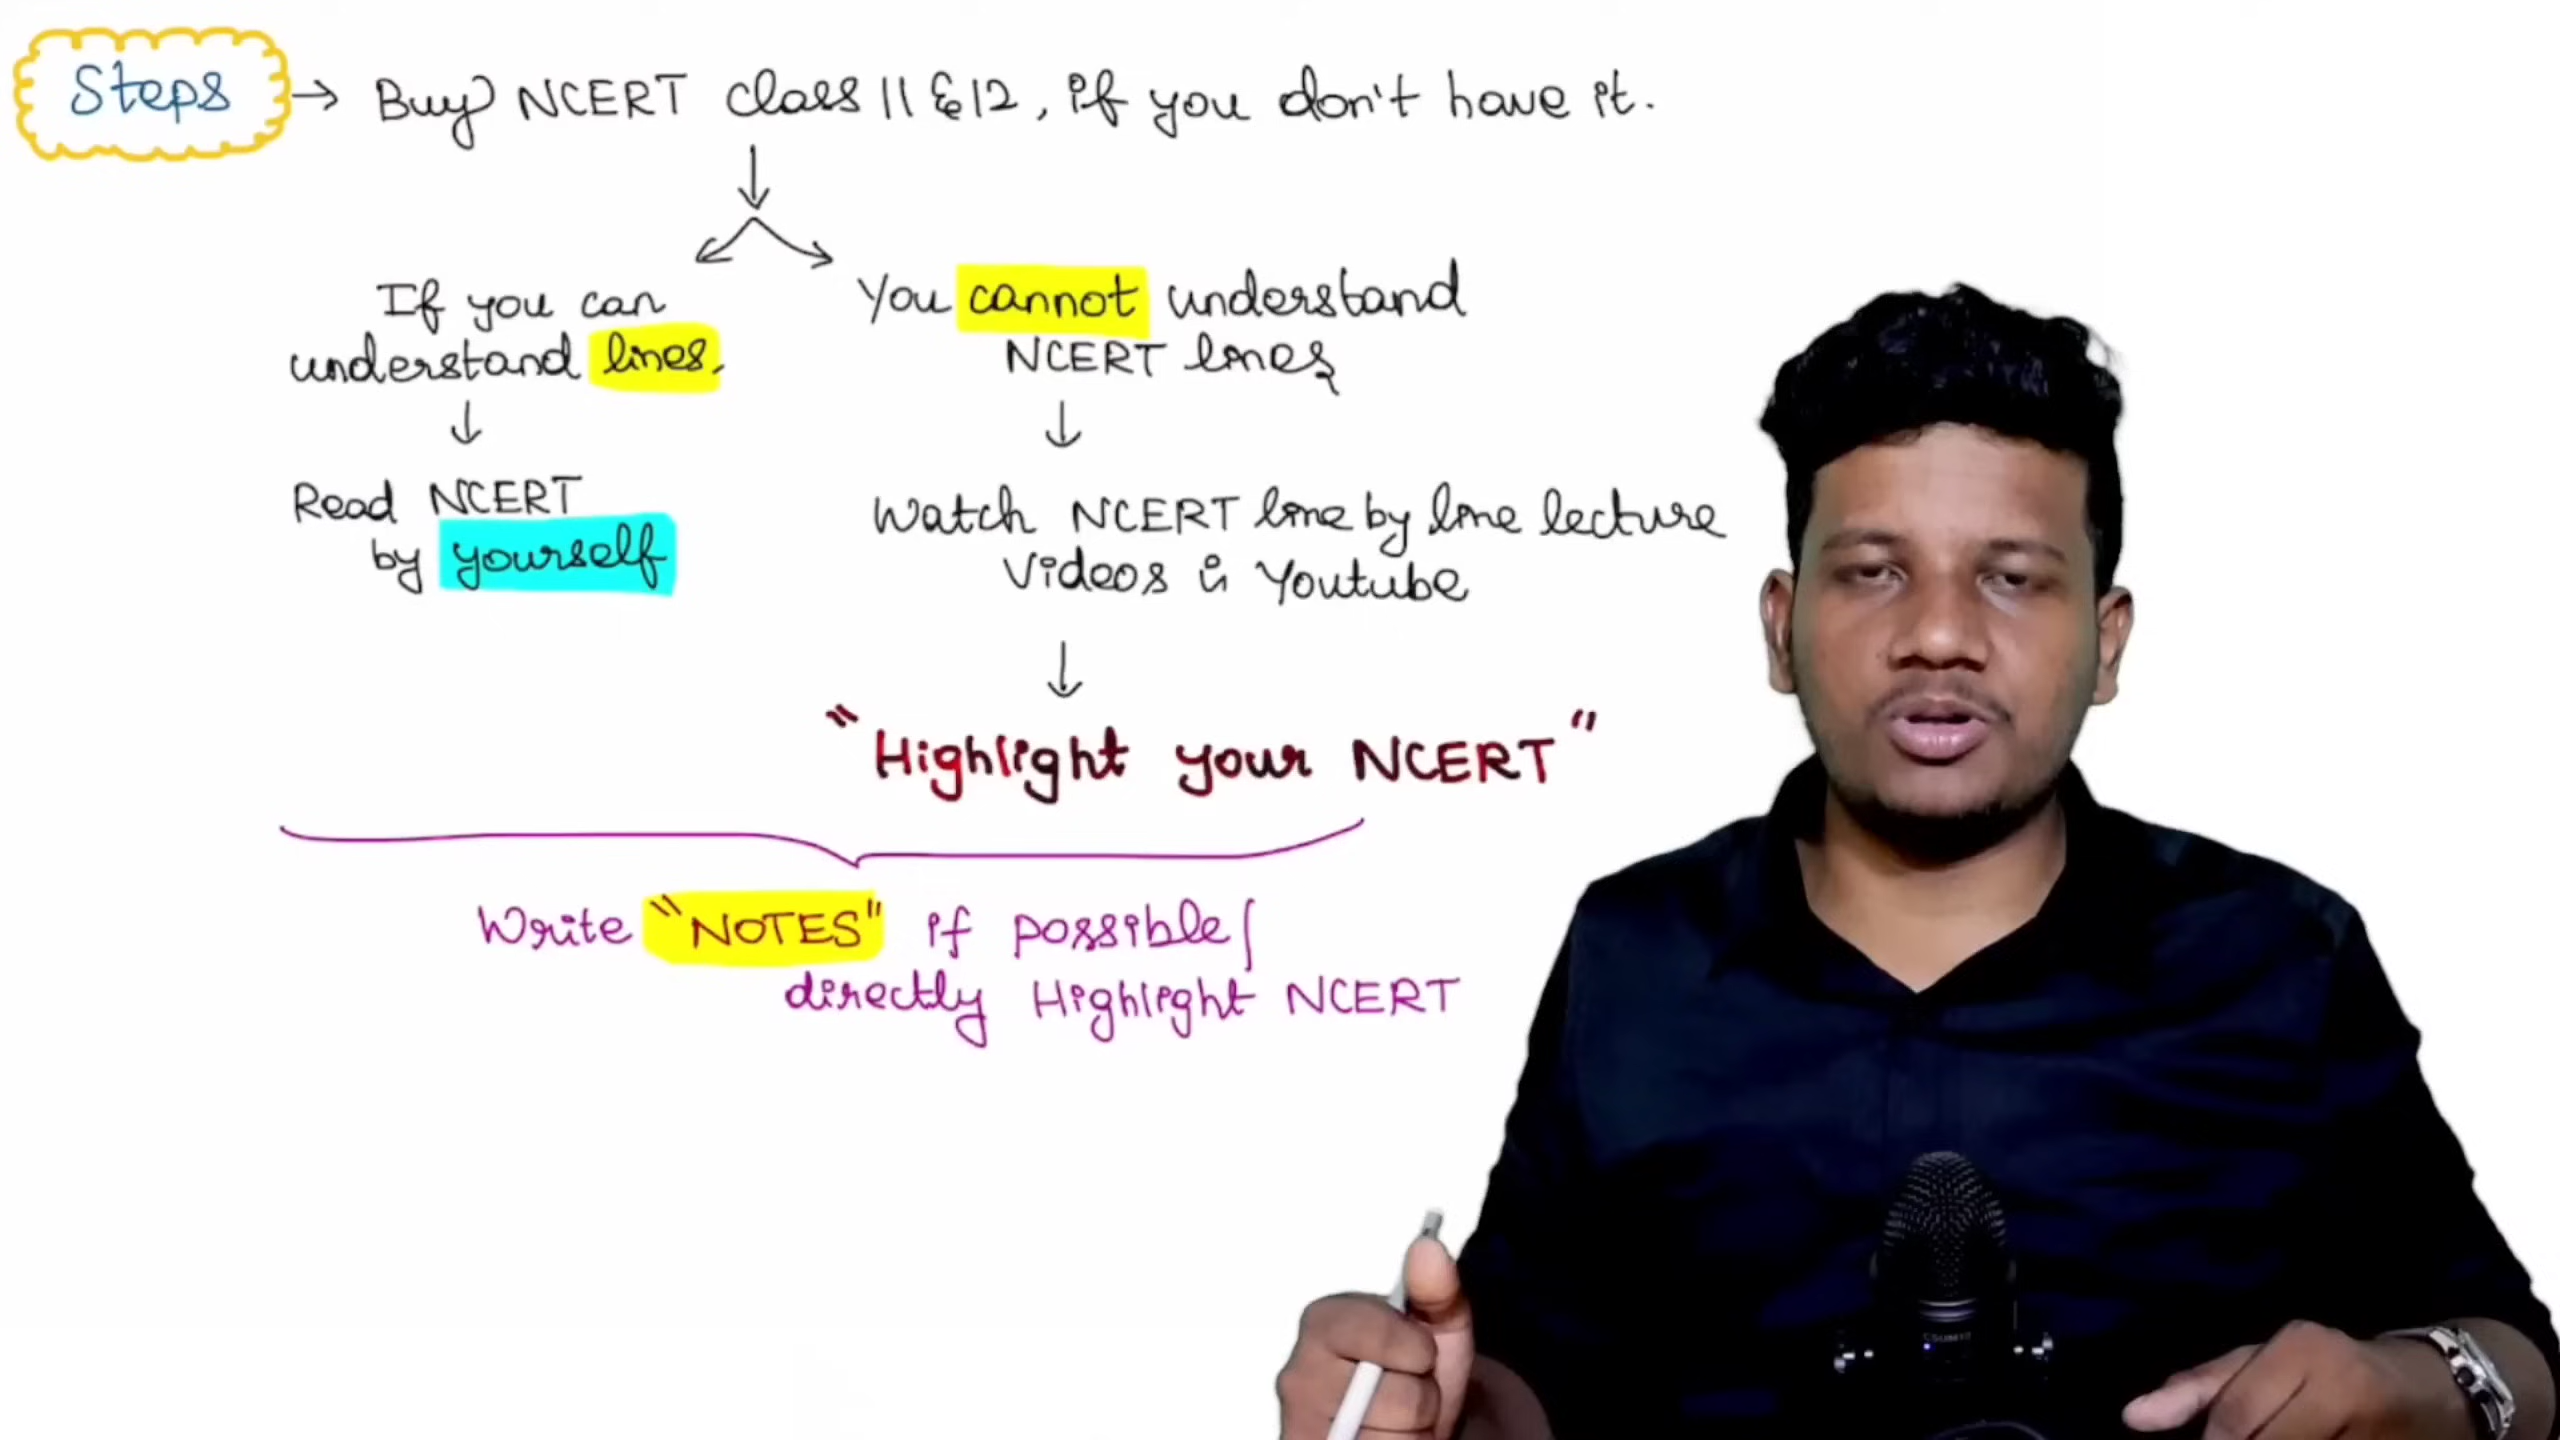 Steps → Buy NCERT class 11 & 12, if you don't have it.
If you can
understand lines,
You cannot understand
NCERT lines,
Read NCERT
by yourself
Watch NCERT line by line lecture
Videos in Youtube
"Highlight your NCERT"
Write "NOTES" if possible/
directly Highlight NCERT